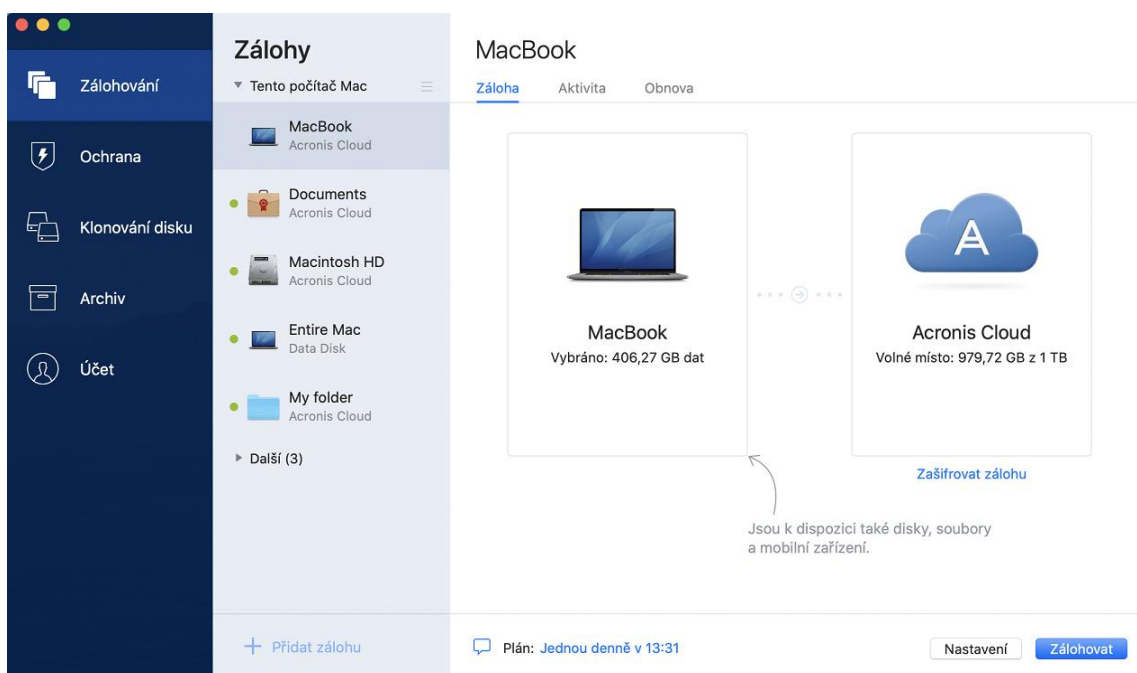 Zálohování
Ochrana
Klonování disku
Archiv
Účet
Zálohy
Tento počítač Mac
MacBook
Acronis Cloud
Documents
Acronis Cloud
Macintosh HD
Acronis Cloud
Entire Mac
Data Disk
My folder
Acronis Cloud
Další (3)
Přidat zálohu
MacBook
Záloha Aktivita Obnova
MacBook
Vybráno: 406,27 GB dat
Acronis Cloud
Volné místo: 979,72 GB z 1 TB
Zašifrovat zálohu
Jsou k dispozici také disky, soubory
a mobilní zařízení.
Plán: Jednou denně v 13:31
Nastavení
Zálohovat